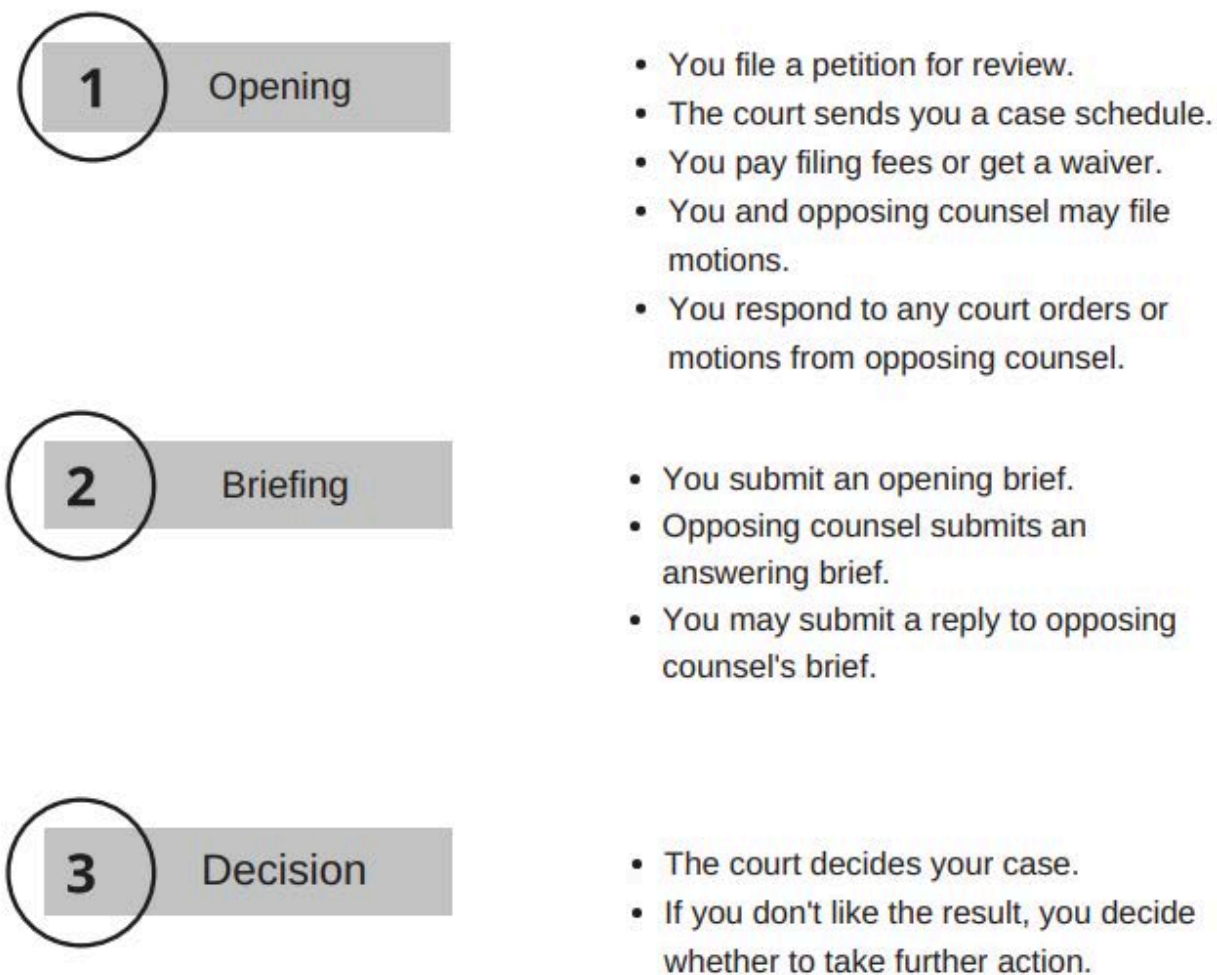 1 Opening
• You file a petition for review.
• The court sends you a case schedule.
• You pay filing fees or get a waiver.
• You and opposing counsel may file
motions.
• You respond to any court orders or
motions from opposing counsel.
2 Briefing
• You submit an opening brief.
• Opposing counsel submits an
answering brief.
• You may submit a reply to opposing
counsel's brief.
3 Decision
• The court decides your case.
• If you don't like the result, you decide
whether to take further action.